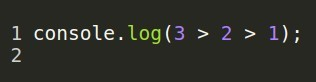 1 console.log(3 > 2 > 1);
2